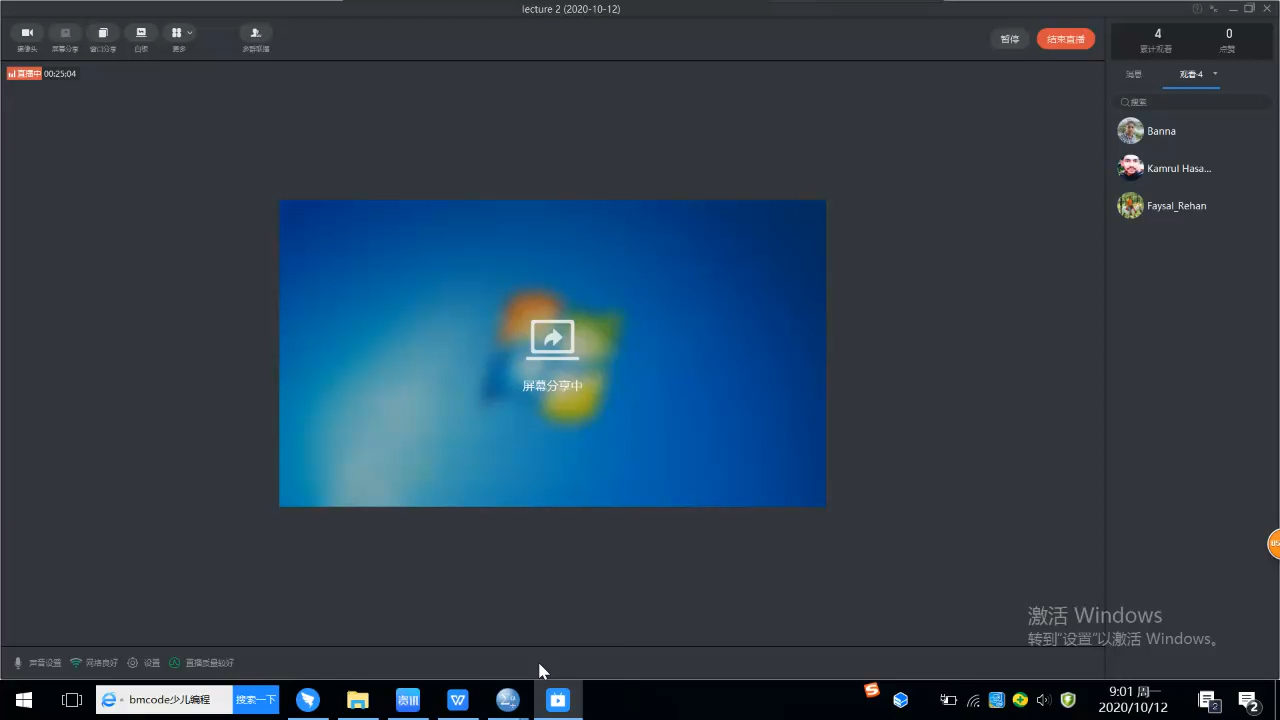 lecture 2 (2020-10-12)
摄像头
屏幕分享
窗口分享
白板
更多
多群联播
暂停
结束直播
4
累计观看
0
点赞
直播中 00:25:04
消息
观看·4
搜索
Banna
Kamrul Hasa...
Faysal_Rehan
屏幕分享中
激活 Windows
转到“设置”以激活 Windows。
声音设置
网络良好
设置
直播质量较好
bmcode少儿编程
搜索一下
9:01 周一
2020/10/12
2
2